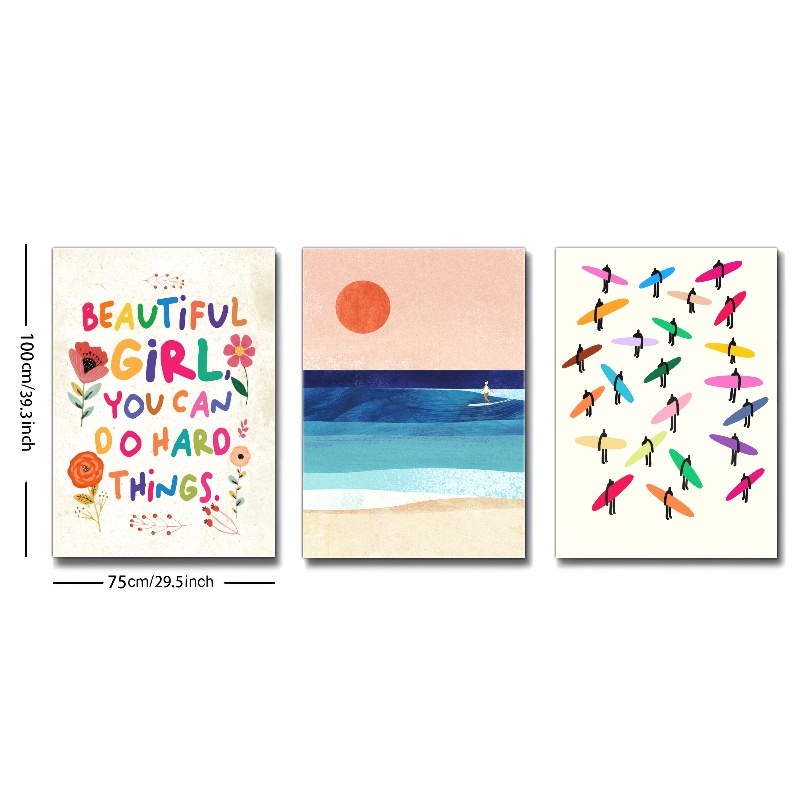 BEAUTiFUL
GiRL,
YOU CAN
DO HARD
THiNGS.
100cm/39.3inch
75cm/29.5inch